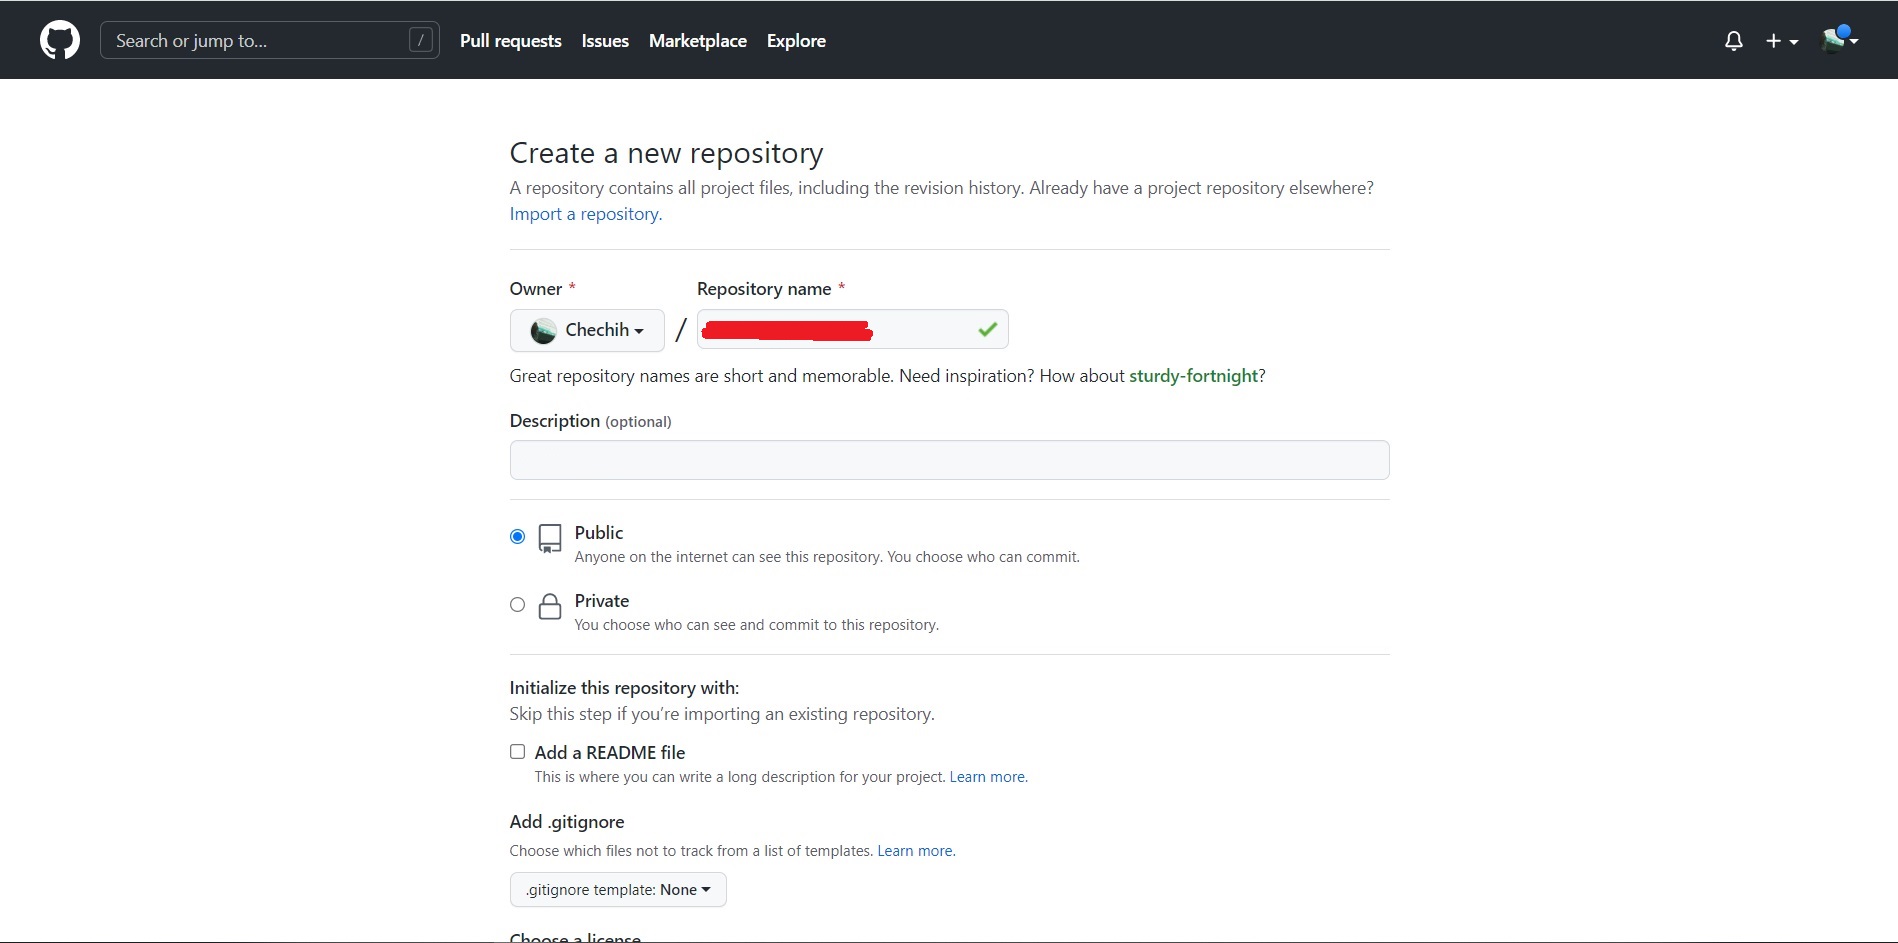 Search or jump to... /
Pull requests Issues Marketplace Explore
Create a new repository
A repository contains all project files, including the revision history. Already have a project repository elsewhere?
Import a repository.
Owner * Repository name *
Chechih /
Great repository names are short and memorable. Need inspiration? How about sturdy-fortnight?
Description (optional)
Public
Anyone on the internet can see this repository. You choose who can commit.
Private
You choose who can see and commit to this repository.
Initialize this repository with:
Skip this step if you’re importing an existing repository.
Add a README file
This is where you can write a long description for your project. Learn more.
Add .gitignore
Choose which files not to track from a list of templates. Learn more.
.gitignore template: None
Choose a license